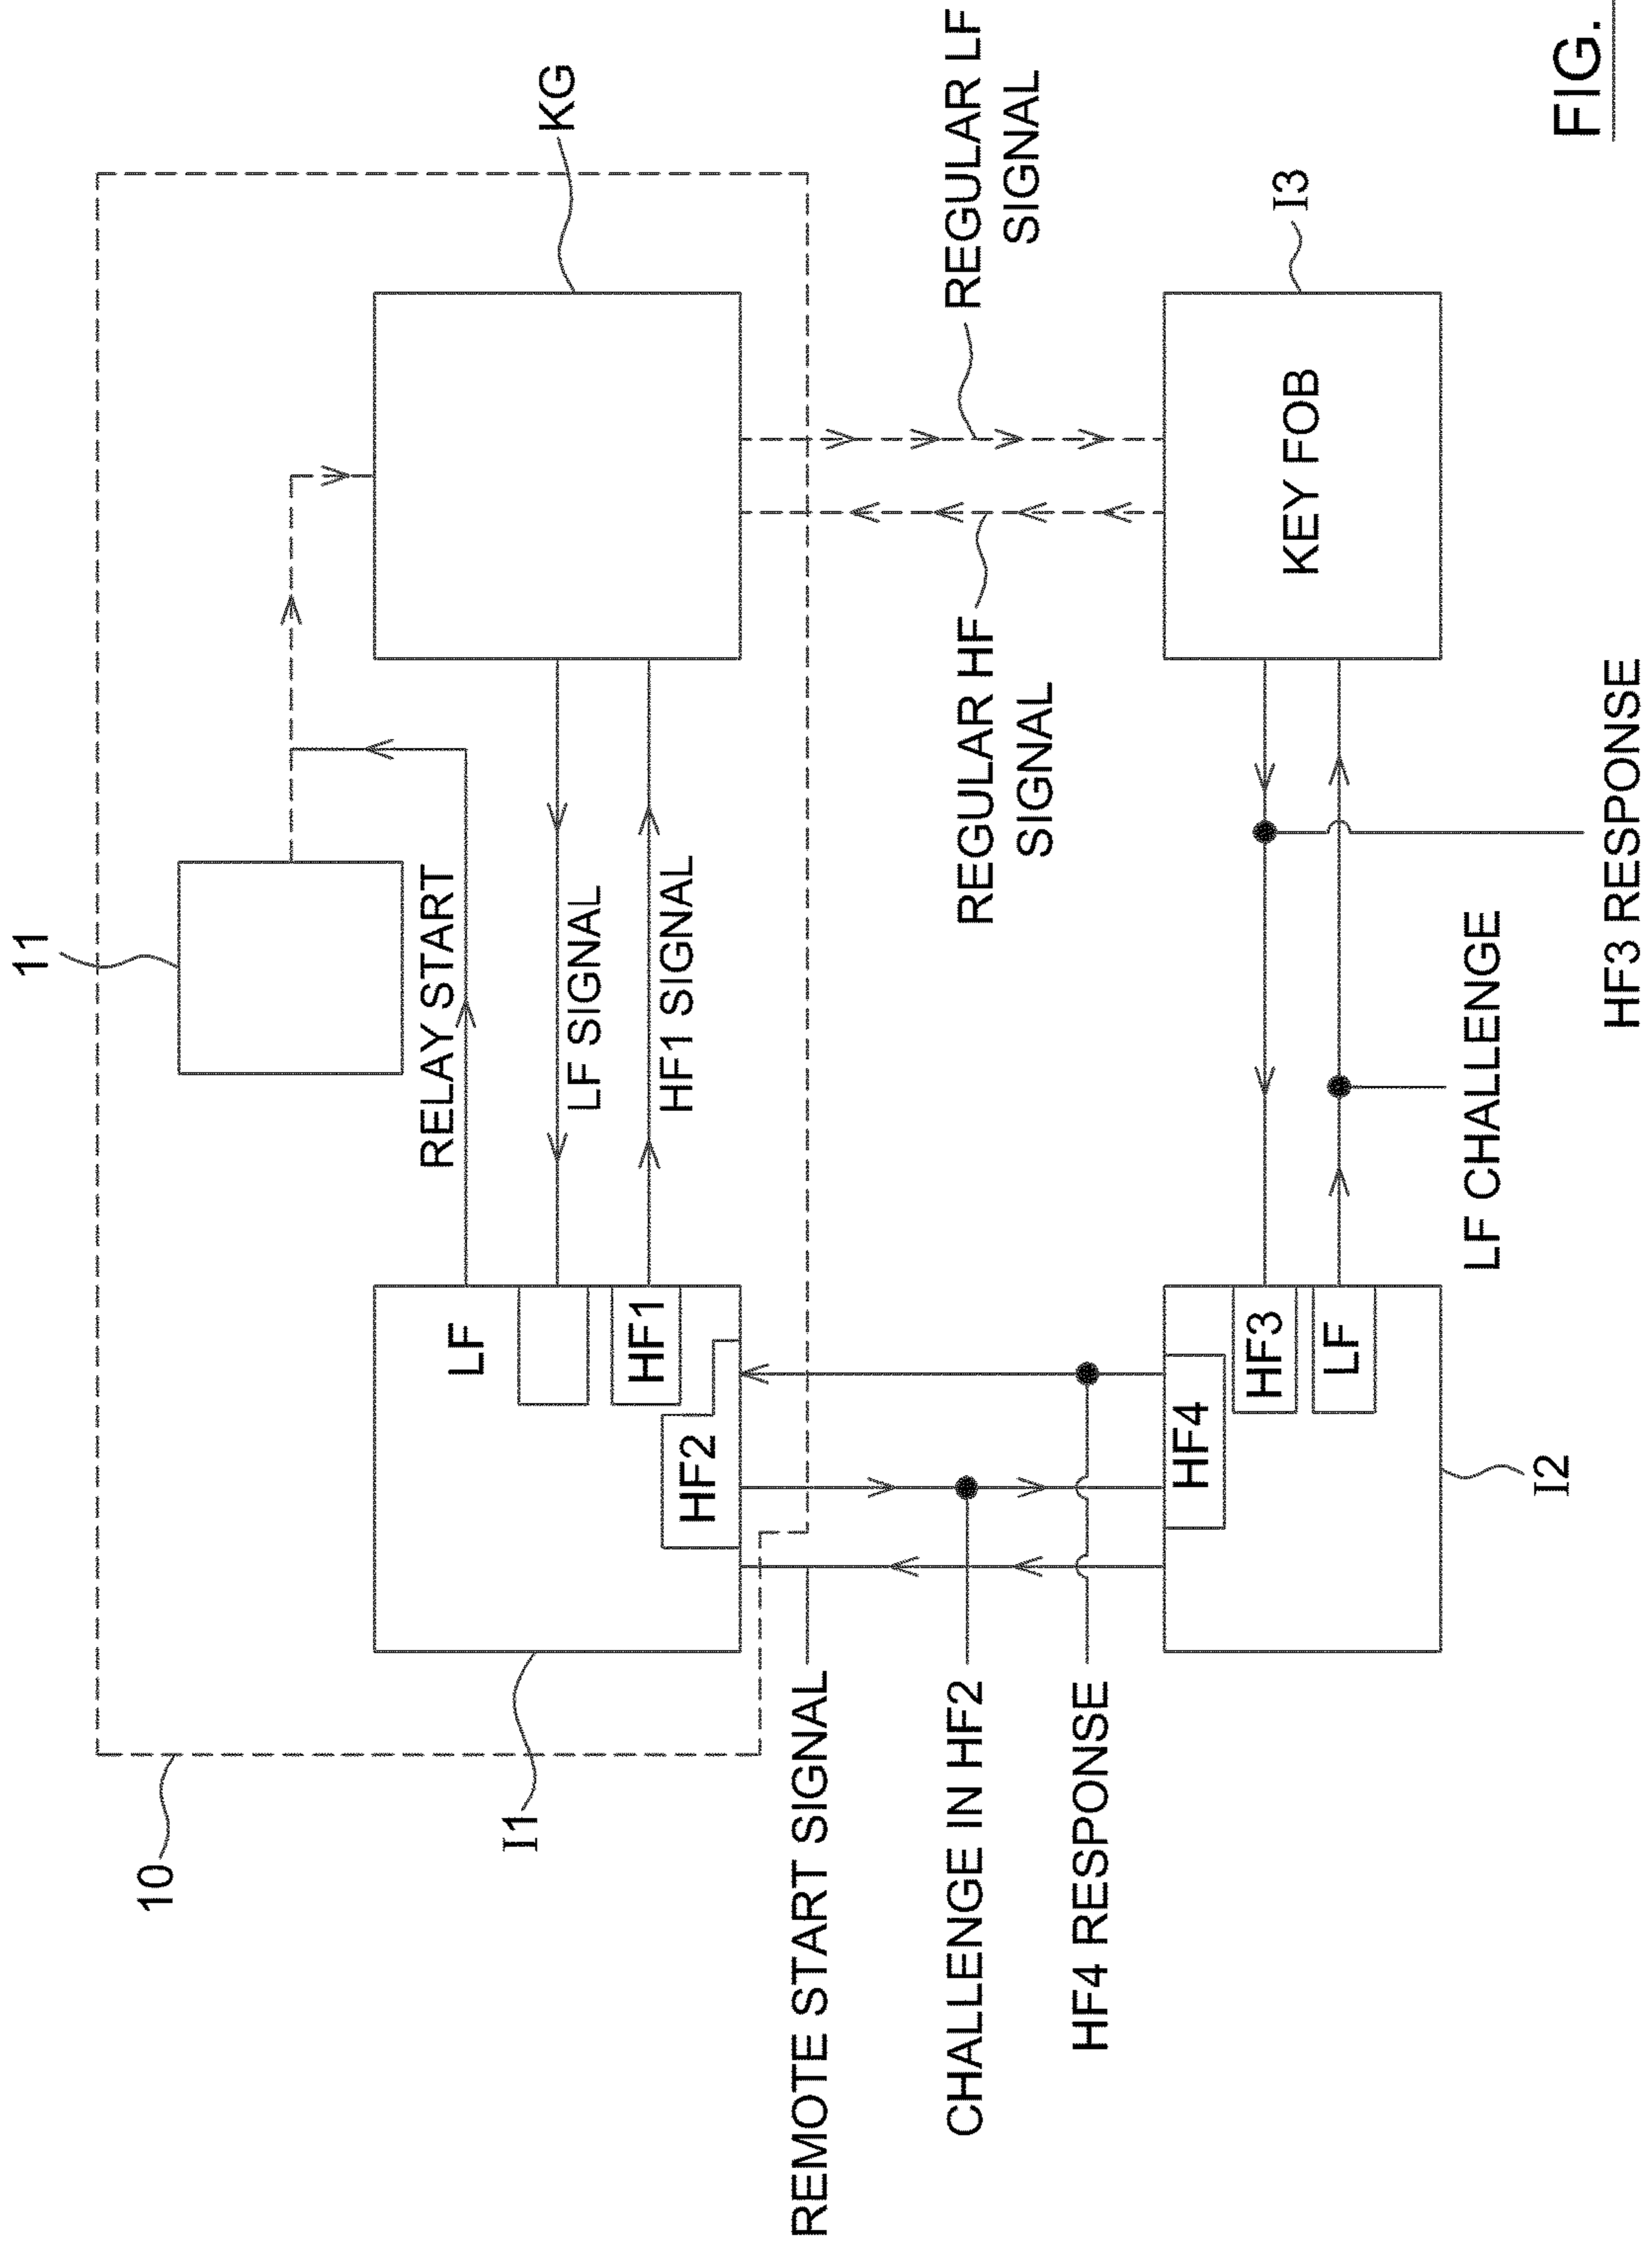 11
10
RELAY START
LF
I1
KG
LF SIGNAL
HF1
HF1 SIGNAL
HF2
REMOTE START SIGNAL
CHALLENGE IN HF2
REGULAR HF
SIGNAL
REGULAR LF
SIGNAL
HF4 RESPONSE
HF4
HF3
KEY FOB
I3
LF
LF CHALLENGE
I2
HF3 RESPONSE
FIG.